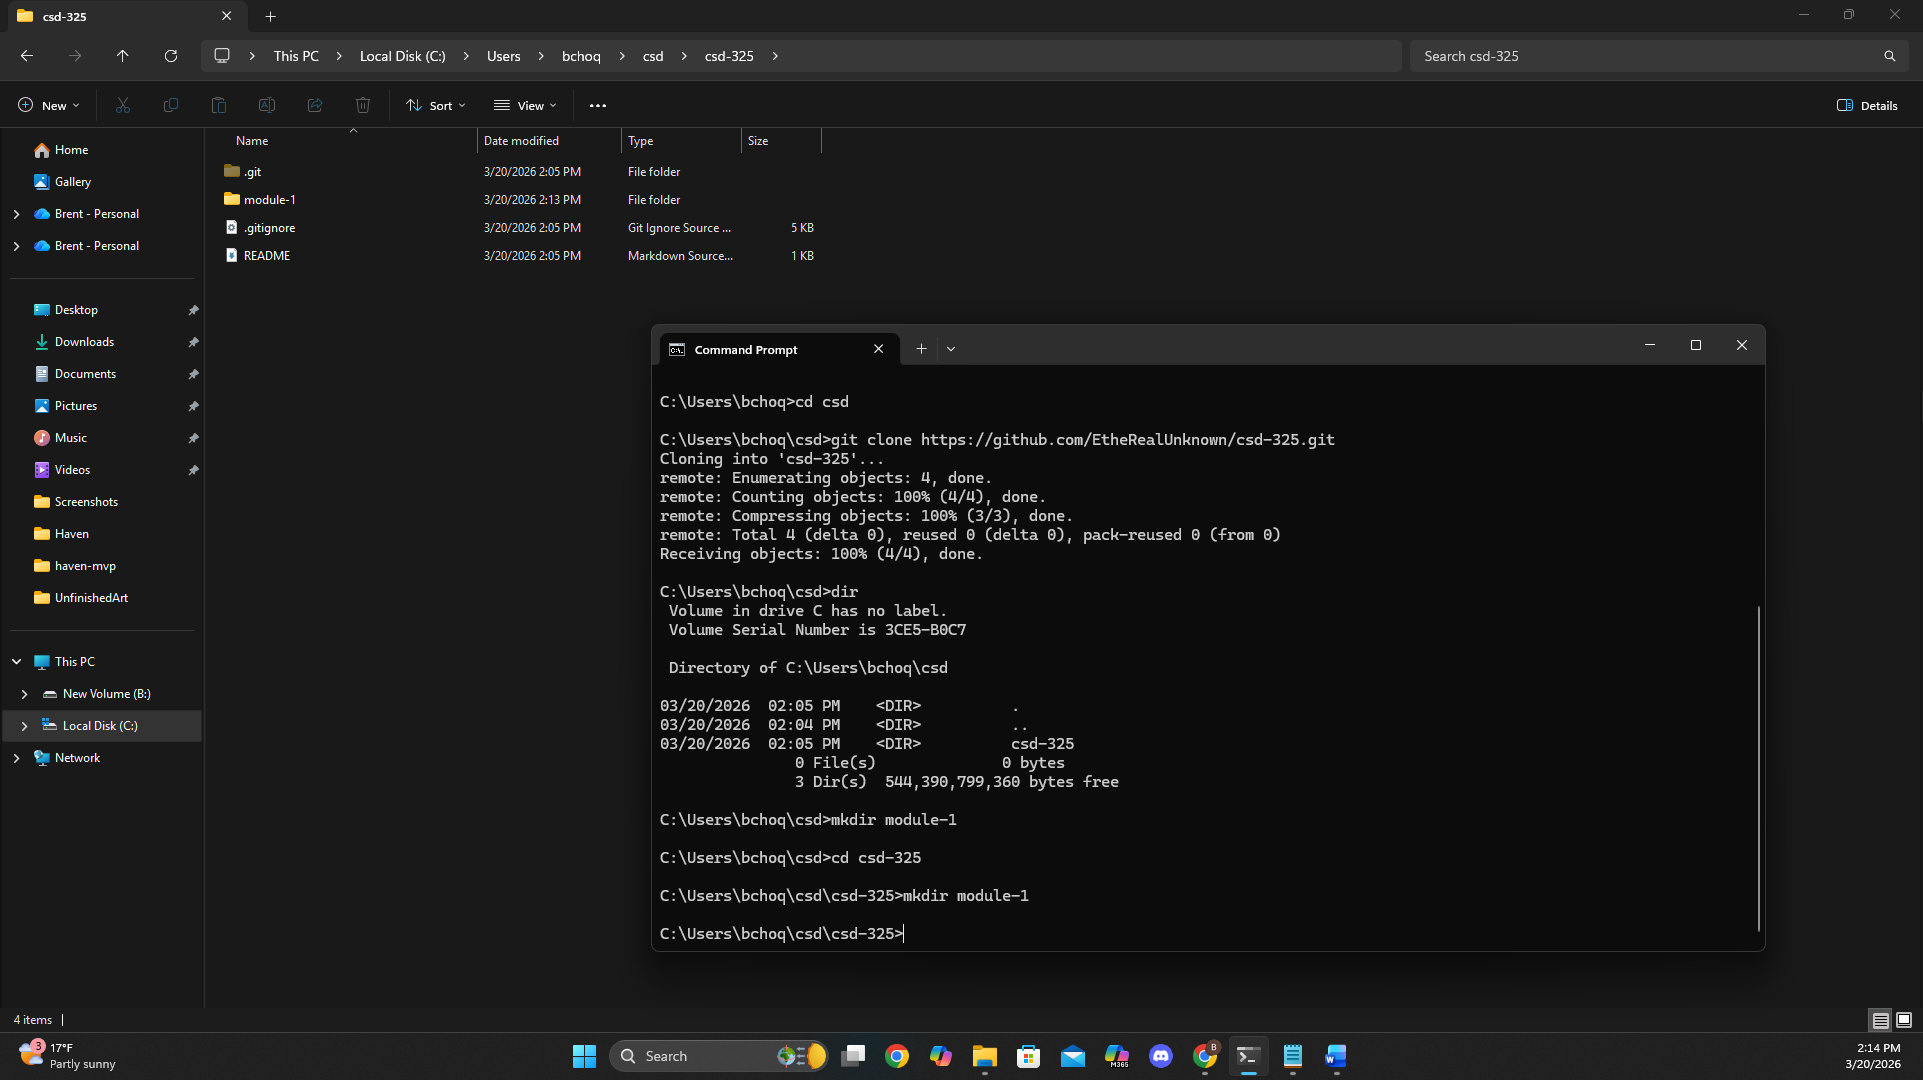 csd-325
This PC
Local Disk (C:)
Users
bchoq
csd
csd-325
Search csd-325
New
Sort
View
Details
Name
Date modified
Type
Size
.git
3/20/2026 2:05 PM
File folder
module-1
3/20/2026 2:13 PM
File folder
.gitignore
3/20/2026 2:05 PM
Git Ignore Source ...
5 KB
README
3/20/2026 2:05 PM
Markdown Source...
1 KB
Home
Gallery
Brent - Personal
Brent - Personal
Desktop
Downloads
Documents
Pictures
Music
Videos
Screenshots
Haven
haven-mvp
UnfinishedArt
This PC
New Volume (B:)
Local Disk (C:)
Network
4 items
Command Prompt
C:\Users\bchoq>cd csd
C:\Users\bchoq\csd>git clone https://github.com/EtheRealUnknown/csd-325.git
Cloning into 'csd-325'...
remote: Enumerating objects: 4, done.
remote: Counting objects: 100% (4/4), done.
remote: Compressing objects: 100% (3/3), done.
remote: Total 4 (delta 0), reused 0 (delta 0), pack-reused 0 (from 0)
Receiving objects: 100% (4/4), done.
C:\Users\bchoq\csd>dir
Volume in drive C has no label.
Volume Serial Number is 3CE5-B0C7
Directory of C:\Users\bchoq\csd
03/20/2026  02:05 PM    <DIR>          .
03/20/2026  02:04 PM    <DIR>          ..
03/20/2026  02:05 PM    <DIR>          csd-325
0 File(s)              0 bytes
3 Dir(s)  544,390,799,360 bytes free
C:\Users\bchoq\csd>mkdir module-1
C:\Users\bchoq\csd>cd csd-325
C:\Users\bchoq\csd\csd-325>mkdir module-1
C:\Users\bchoq\csd\csd-325>
3
17°F
Partly sunny
Search
M365
B
W
2:14 PM
3/20/2026